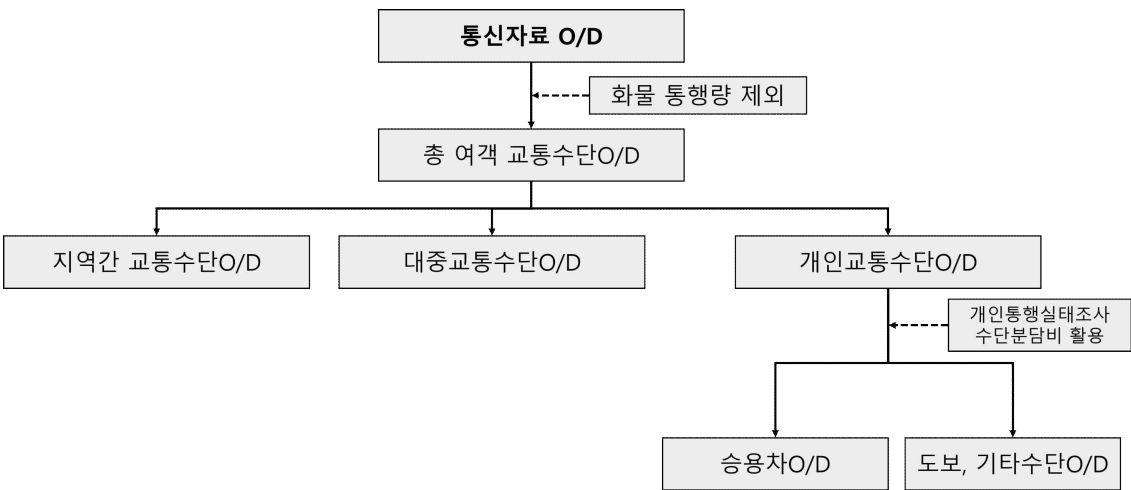 통신자료 O/D
화물 통행량 제외
총 여객 교통수단O/D
지역간 교통수단O/D
대중교통수단O/D
개인교통수단O/D
개인통행실태조사
수단분담비 활용
승용차O/D
도보, 기타수단O/D